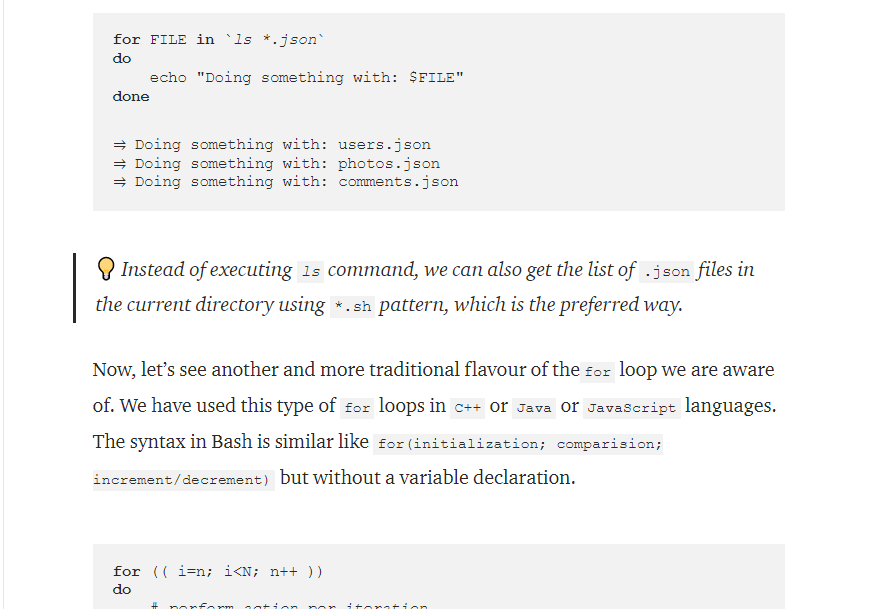 for FILE in `ls *.json`
do
    echo "Doing something with: $FILE"
done
⇒ Doing something with: users.json
⇒ Doing something with: photos.json
⇒ Doing something with: comments.json
💡 Instead of executing ls command, we can also get the list of .json files in
the current directory using *.sh pattern, which is the preferred way.
Now, let’s see another and more traditional flavour of the for loop we are aware
of. We have used this type of for loops in C++ or Java or JavaScript languages.
The syntax in Bash is similar like for(initialization; comparision;
increment/decrement) but without a variable declaration.
for (( i=n; i<N; n++ ))
do
    # perform action per iteration